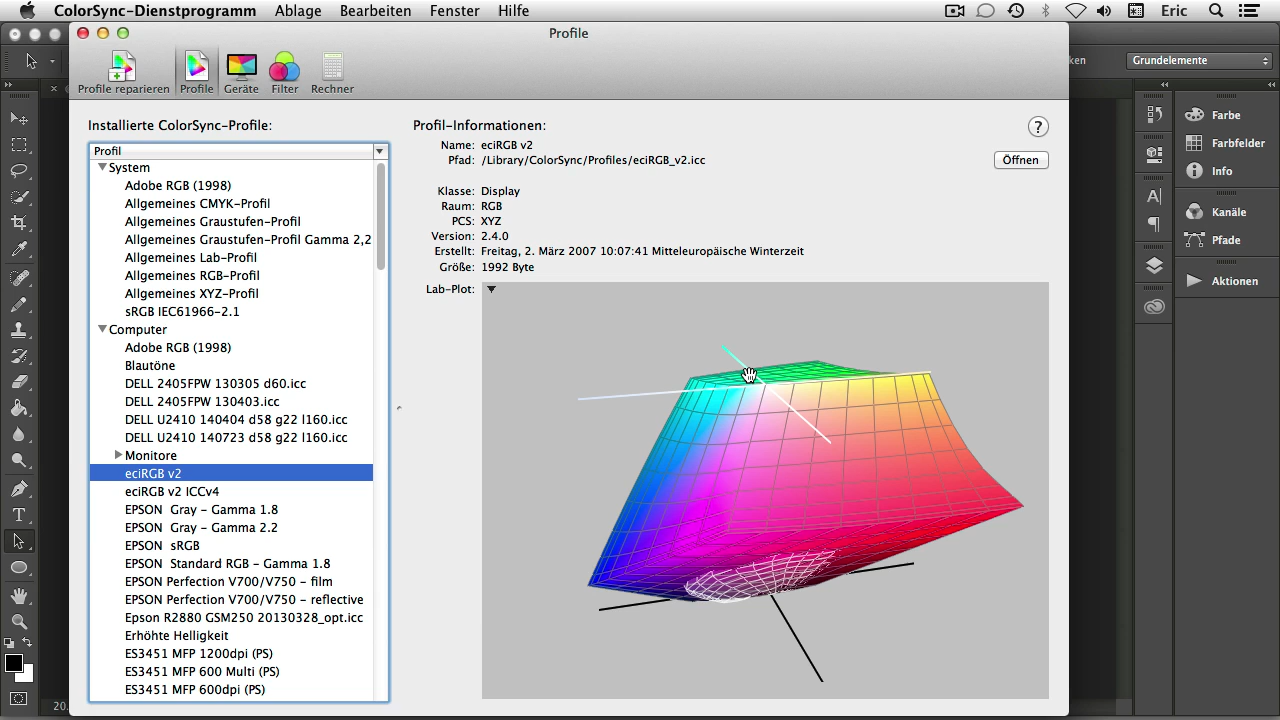 ColorSync-Dienstprogramm Ablage Bearbeiten Fenster Hilfe Eric
Profile
Profile reparieren Profile Geräte Filter Rechner
ken
Grundelemente
Installierte ColorSync-Profile:
Profil
System
Adobe RGB (1998)
Allgemeines CMYK-Profil
Allgemeines Graustufen-Profil
Allgemeines Graustufen-Profil Gamma 2,2
Allgemeines Lab-Profil
Allgemeines RGB-Profil
Allgemeines XYZ-Profil
sRGB IEC61966-2.1
Computer
Adobe RGB (1998)
Blautöne
DELL 2405FPW 130305 d60.icc
DELL 2405FPW 130403.icc
DELL U2410 140404 d58 g22 l160.icc
DELL U2410 140723 d58 g22 l160.icc
Monitore
eciRGB v2
eciRGB v2 ICCv4
EPSON Gray - Gamma 1.8
EPSON Gray - Gamma 2.2
EPSON sRGB
EPSON Standard RGB - Gamma 1.8
EPSON Perfection V700/V750 - film
EPSON Perfection V700/V750 - reflective
Epson R2880 GSM250 20130328_opt.icc
Erhöhte Helligkeit
ES3451 MFP 1200dpi (PS)
ES3451 MFP 600 Multi (PS)
ES3451 MFP 600dpi (PS)
Profil-Informationen:
?
Name: eciRGB v2
Pfad: /Library/ColorSync/Profiles/eciRGB_v2.icc
Öffnen
Klasse: Display
Raum: RGB
PCS: XYZ
Version: 2.4.0
Erstellt: Freitag, 2. März 2007 10:07:41 Mitteleuropäische Winterzeit
Größe: 1992 Byte
Lab-Plot:
Farbe
Farbfelder
Info
Kanäle
Pfade
Aktionen
20.